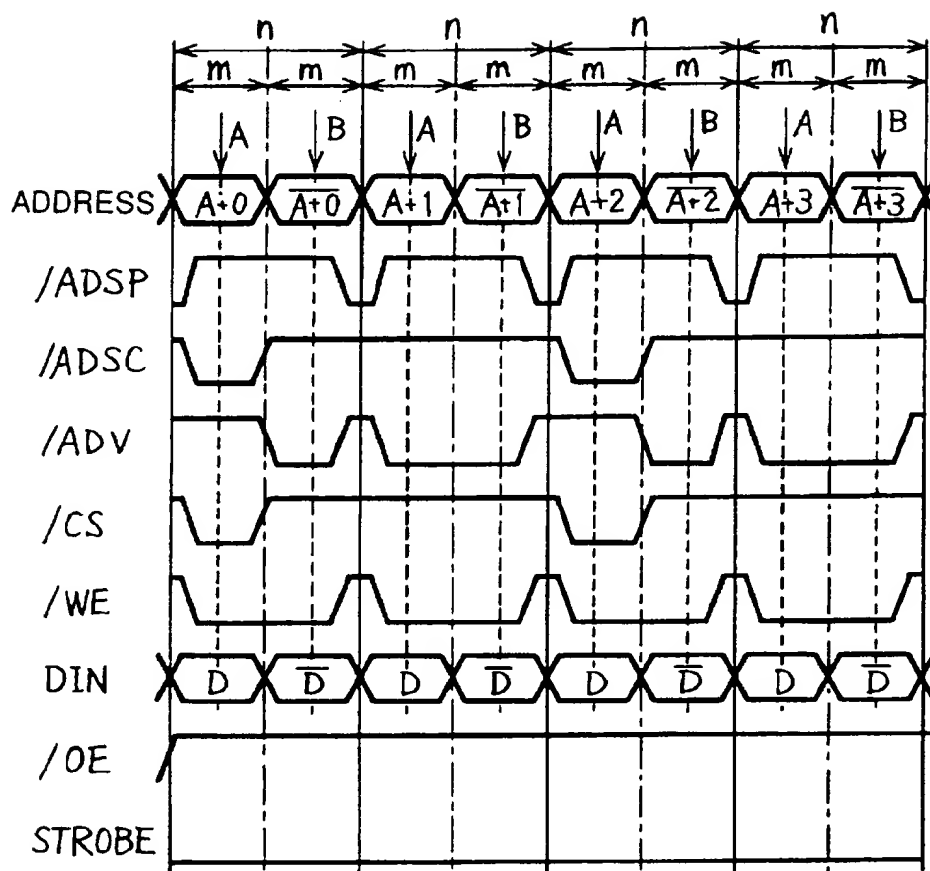 n n n n
m m m m m m m m
A B A B A B A B
ADDRESS A+0 A̅+̅0̅ A+1 A̅+̅1̅ A+2 A̅+̅2̅ A+3 A̅+̅3̅
/ADSP
/ADSC
/ADV
/CS
/WE
DIN D D̅ D D̅ D D̅ D D̅
/OE
STROBE